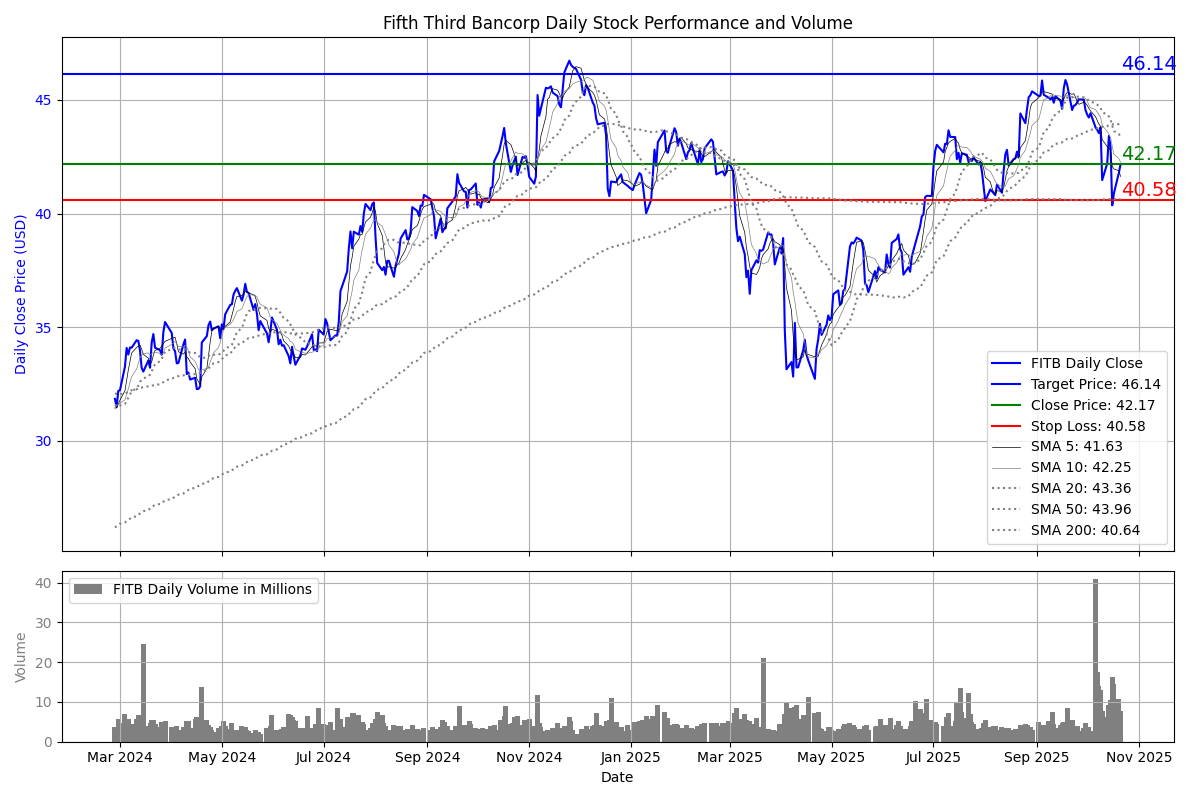 Fifth Third Bancorp Daily Stock Performance and Volume
Daily Close Price (USD)
45
40
35
30
46.14
42.17
40.58
FITB Daily Close
Target Price: 46.14
Close Price: 42.17
Stop Loss: 40.58
SMA 5: 41.63
SMA 10: 42.25
SMA 20: 43.36
SMA 50: 43.96
SMA 200: 40.64
Volume
40
30
20
10
0
FITB Daily Volume in Millions
Mar 2024
May 2024
Jul 2024
Sep 2024
Nov 2024
Jan 2025
Mar 2025
May 2025
Jul 2025
Sep 2025
Nov 2025
Date